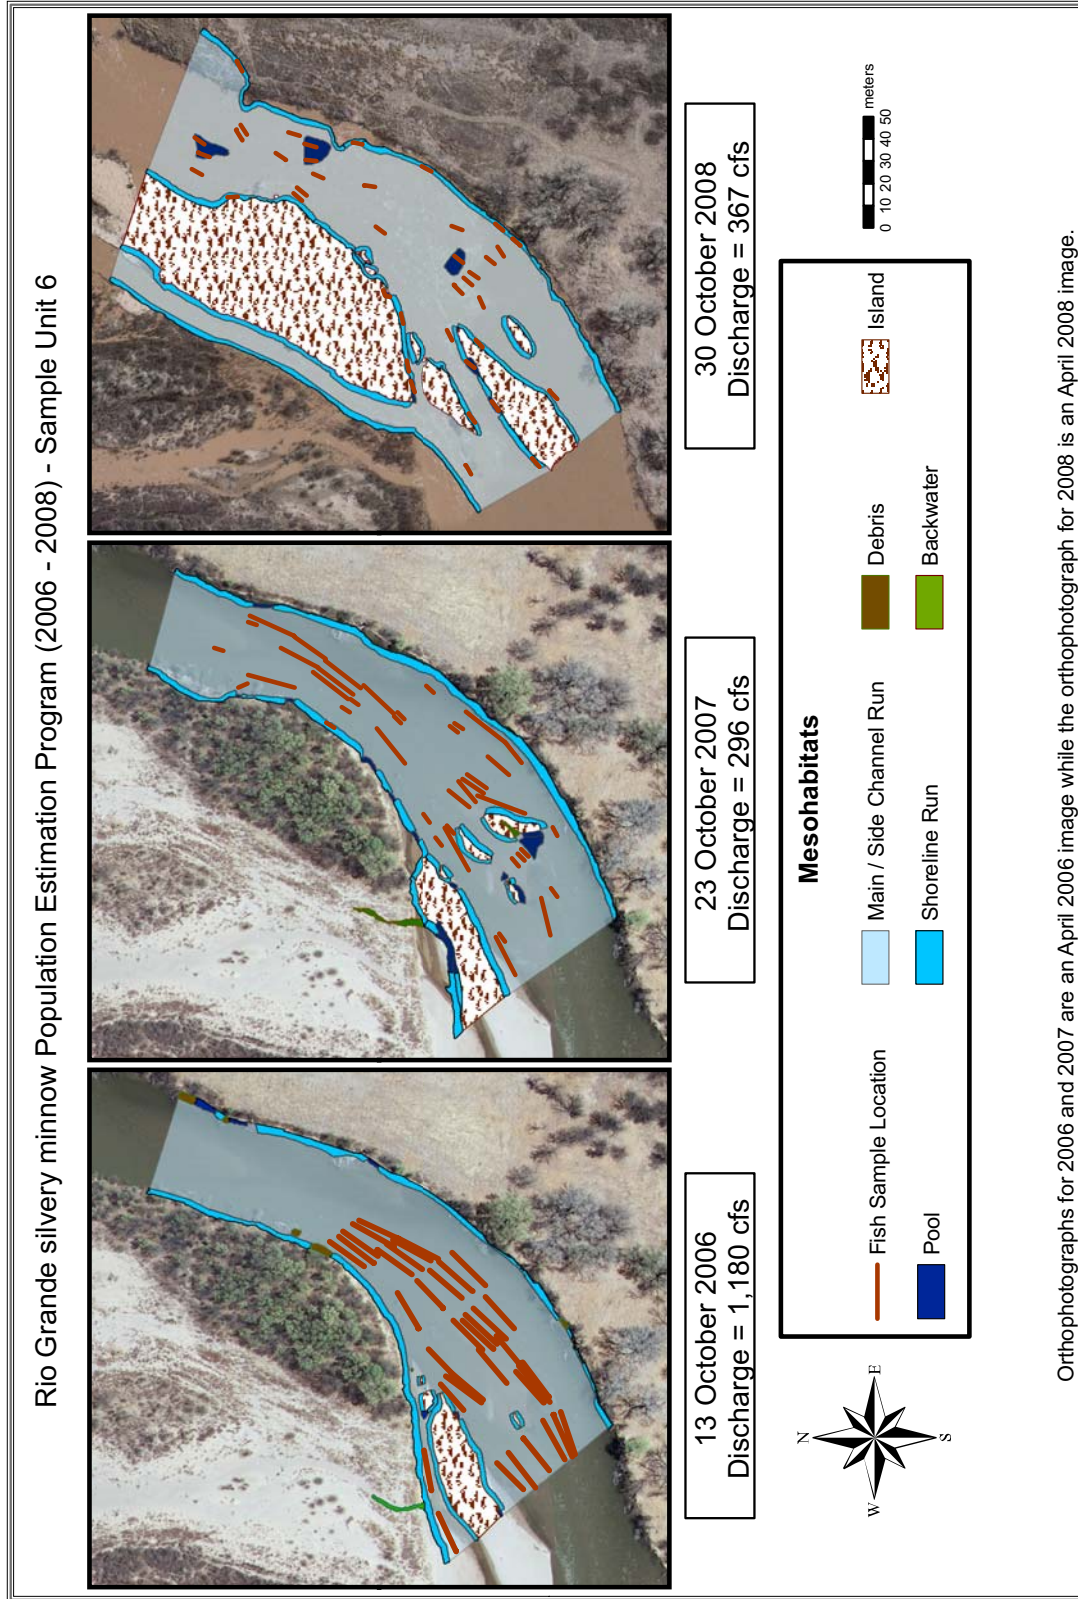 Rio Grande silvery minnow Population Estimation Program (2006 - 2008) - Sample Unit 6
13 October 2006
Discharge = 1,180 cfs
23 October 2007
Discharge = 296 cfs
30 October 2008
Discharge = 367 cfs
N
W
E
S
Mesohabitats
Fish Sample Location
Main / Side Channel Run
Debris
Island
Pool
Shoreline Run
Backwater
0 10 20 30 40 50
meters
Orthophotographs for 2006 and 2007 are an April 2006 image while the orthophotograph for 2008 is an April 2008 image.